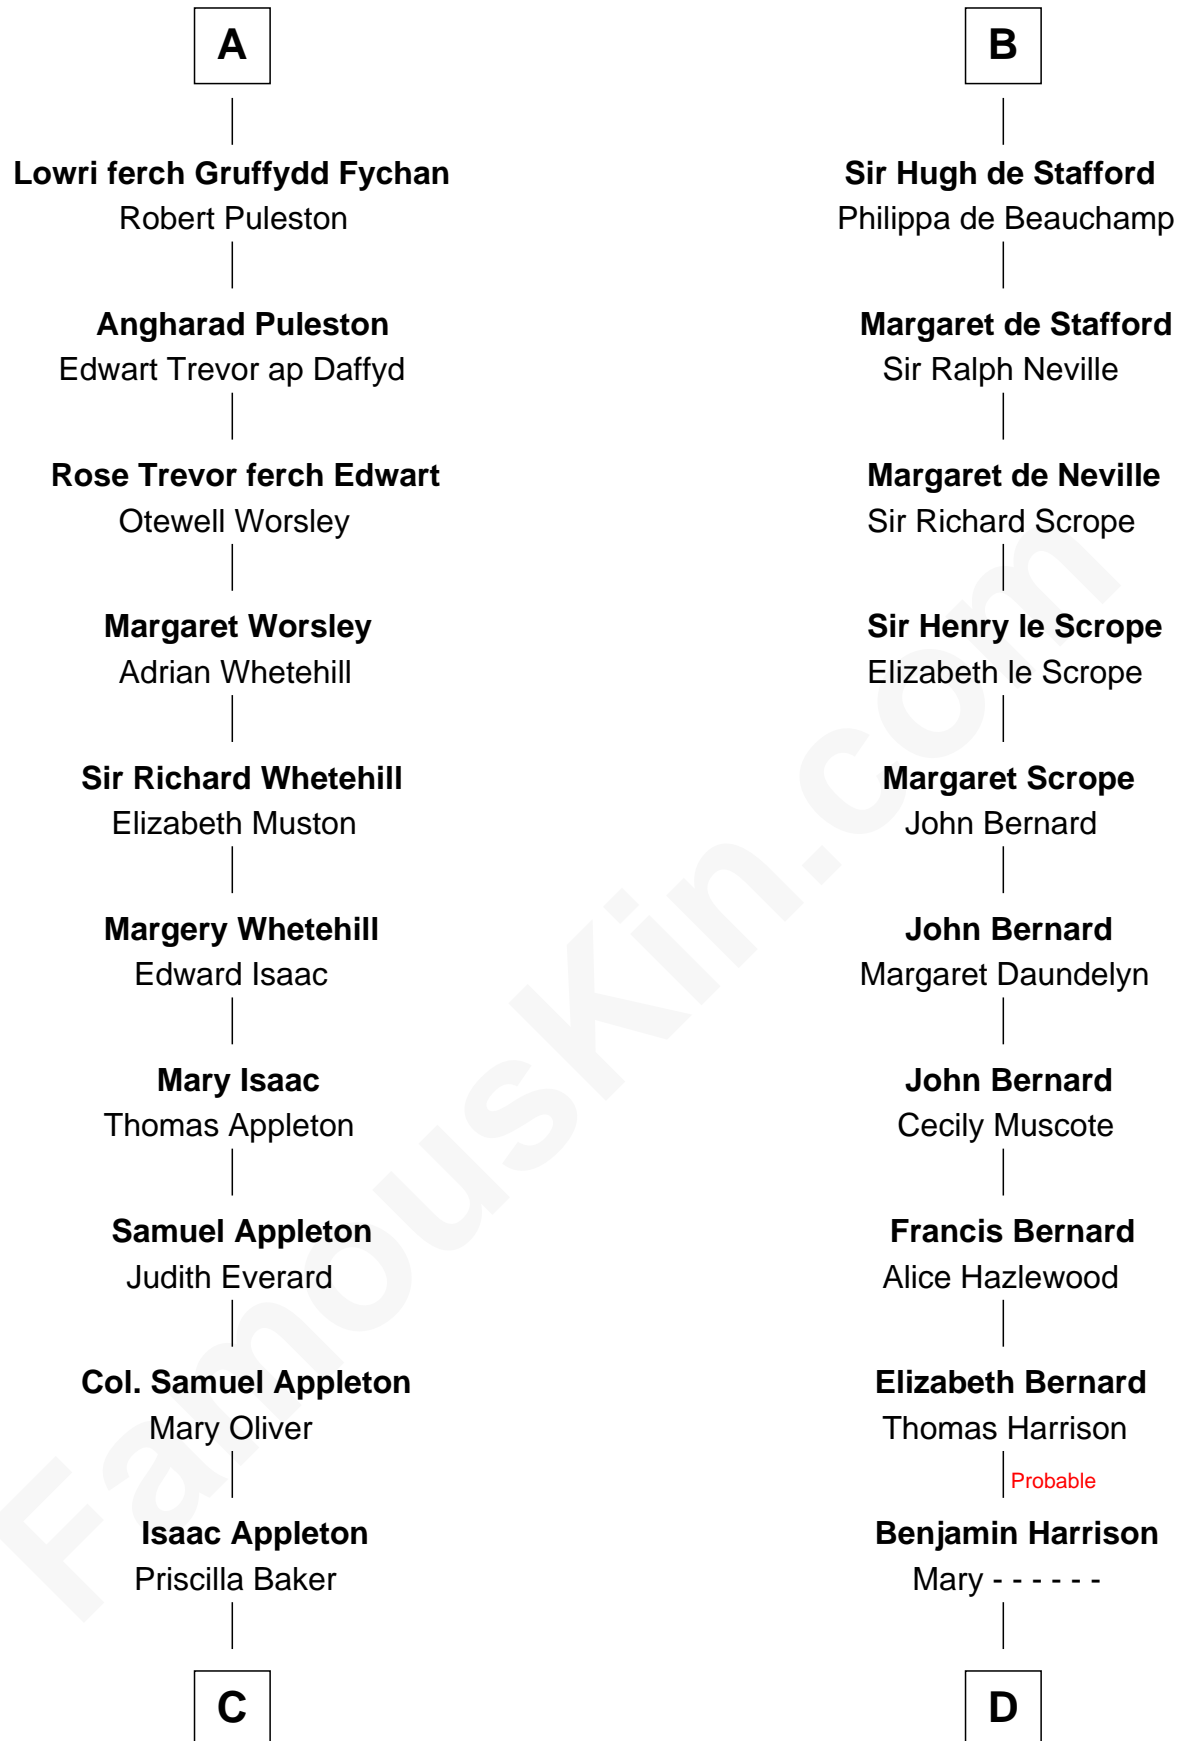 A
Lowri ferch Gruffydd Fychan
Robert Puleston
Angharad Puleston
Edwart Trevor ap Daffyd
Rose Trevor ferch Edwart
Otewell Worsley
Margaret Worsley
Adrian Whetehill
Sir Richard Whetehill
Elizabeth Muston
Margery Whetehill
Edward Isaac
Mary Isaac
Thomas Appleton
Samuel Appleton
Judith Everard
Col. Samuel Appleton
Mary Oliver
Isaac Appleton
Priscilla Baker
C
B
Sir Hugh de Stafford
Philippa de Beauchamp
Margaret de Stafford
Sir Ralph Neville
Margaret de Neville
Sir Richard Scrope
Sir Henry le Scrope
Elizabeth le Scrope
Margaret Scrope
John Bernard
John Bernard
Margaret Daundelyn
John Bernard
Cecily Muscote
Francis Bernard
Alice Hazlewood
Elizabeth Bernard
Thomas Harrison
Probable
Benjamin Harrison
Mary - - - - - -
D
FamousKin.com